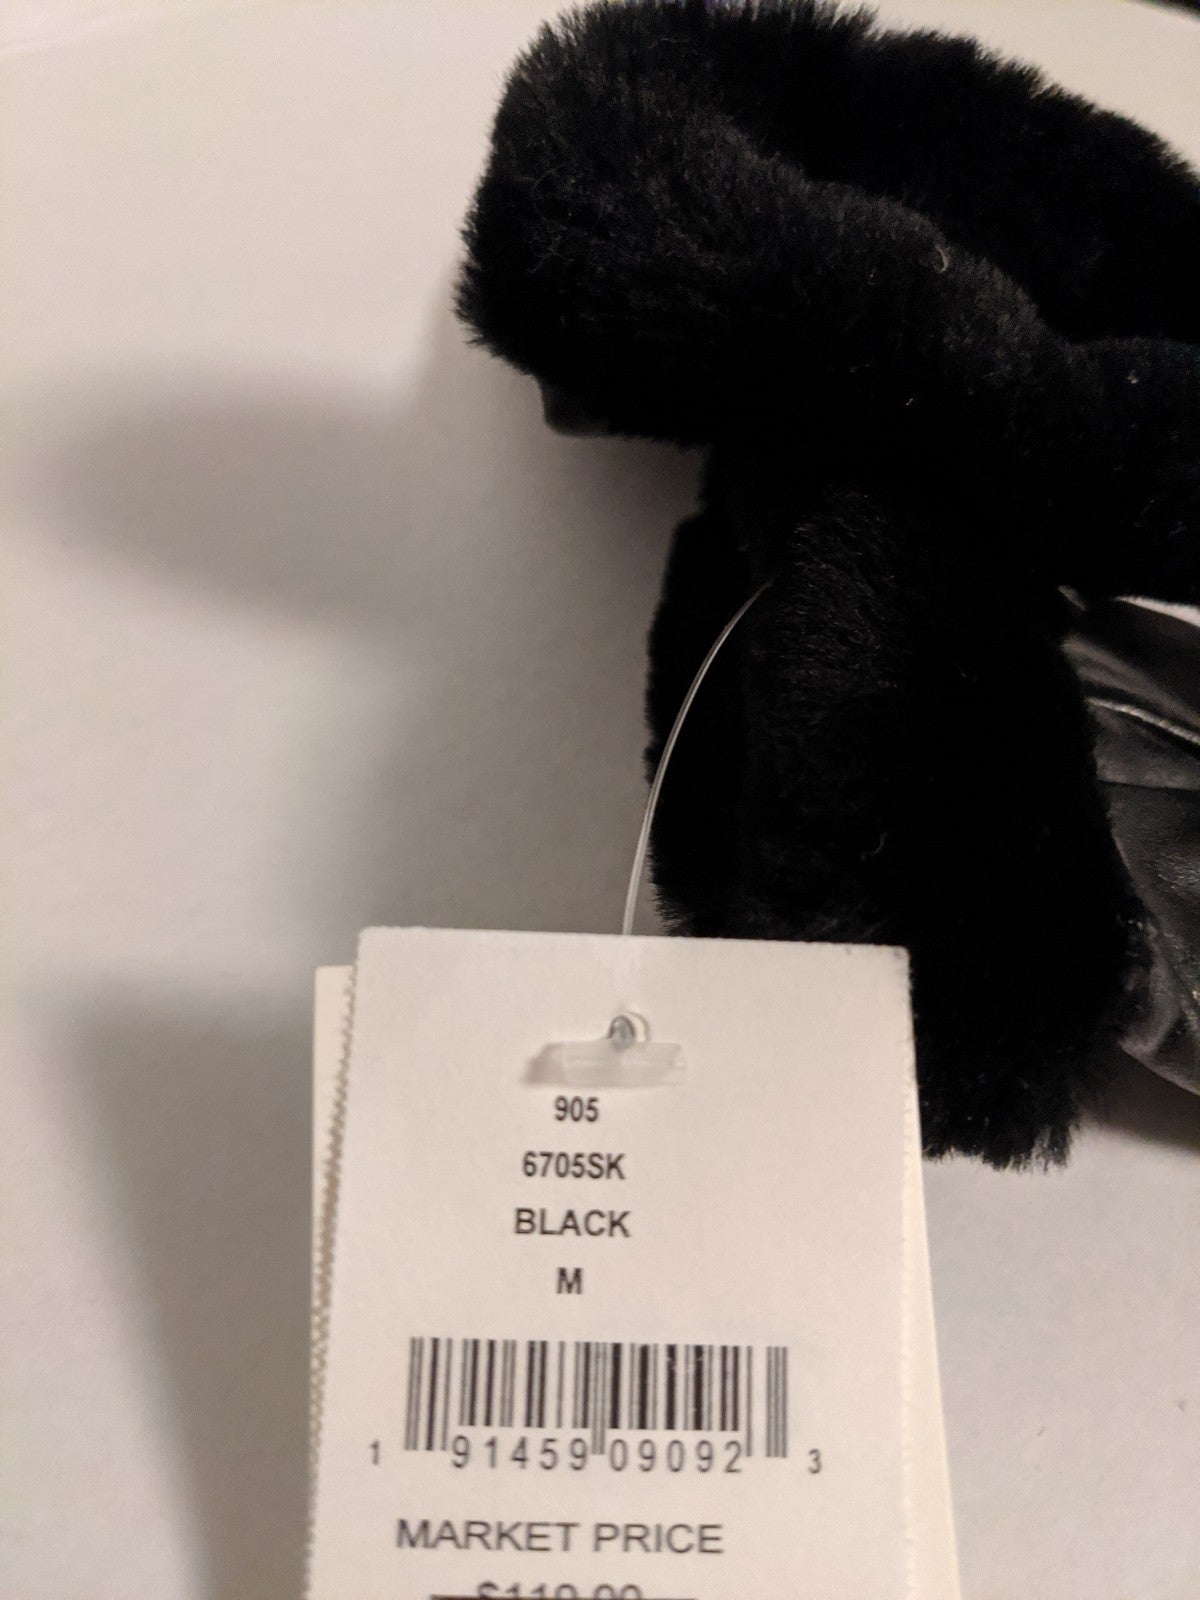 905
6705SK
BLACK
M
1 91459 09092 3
MARKET PRICE